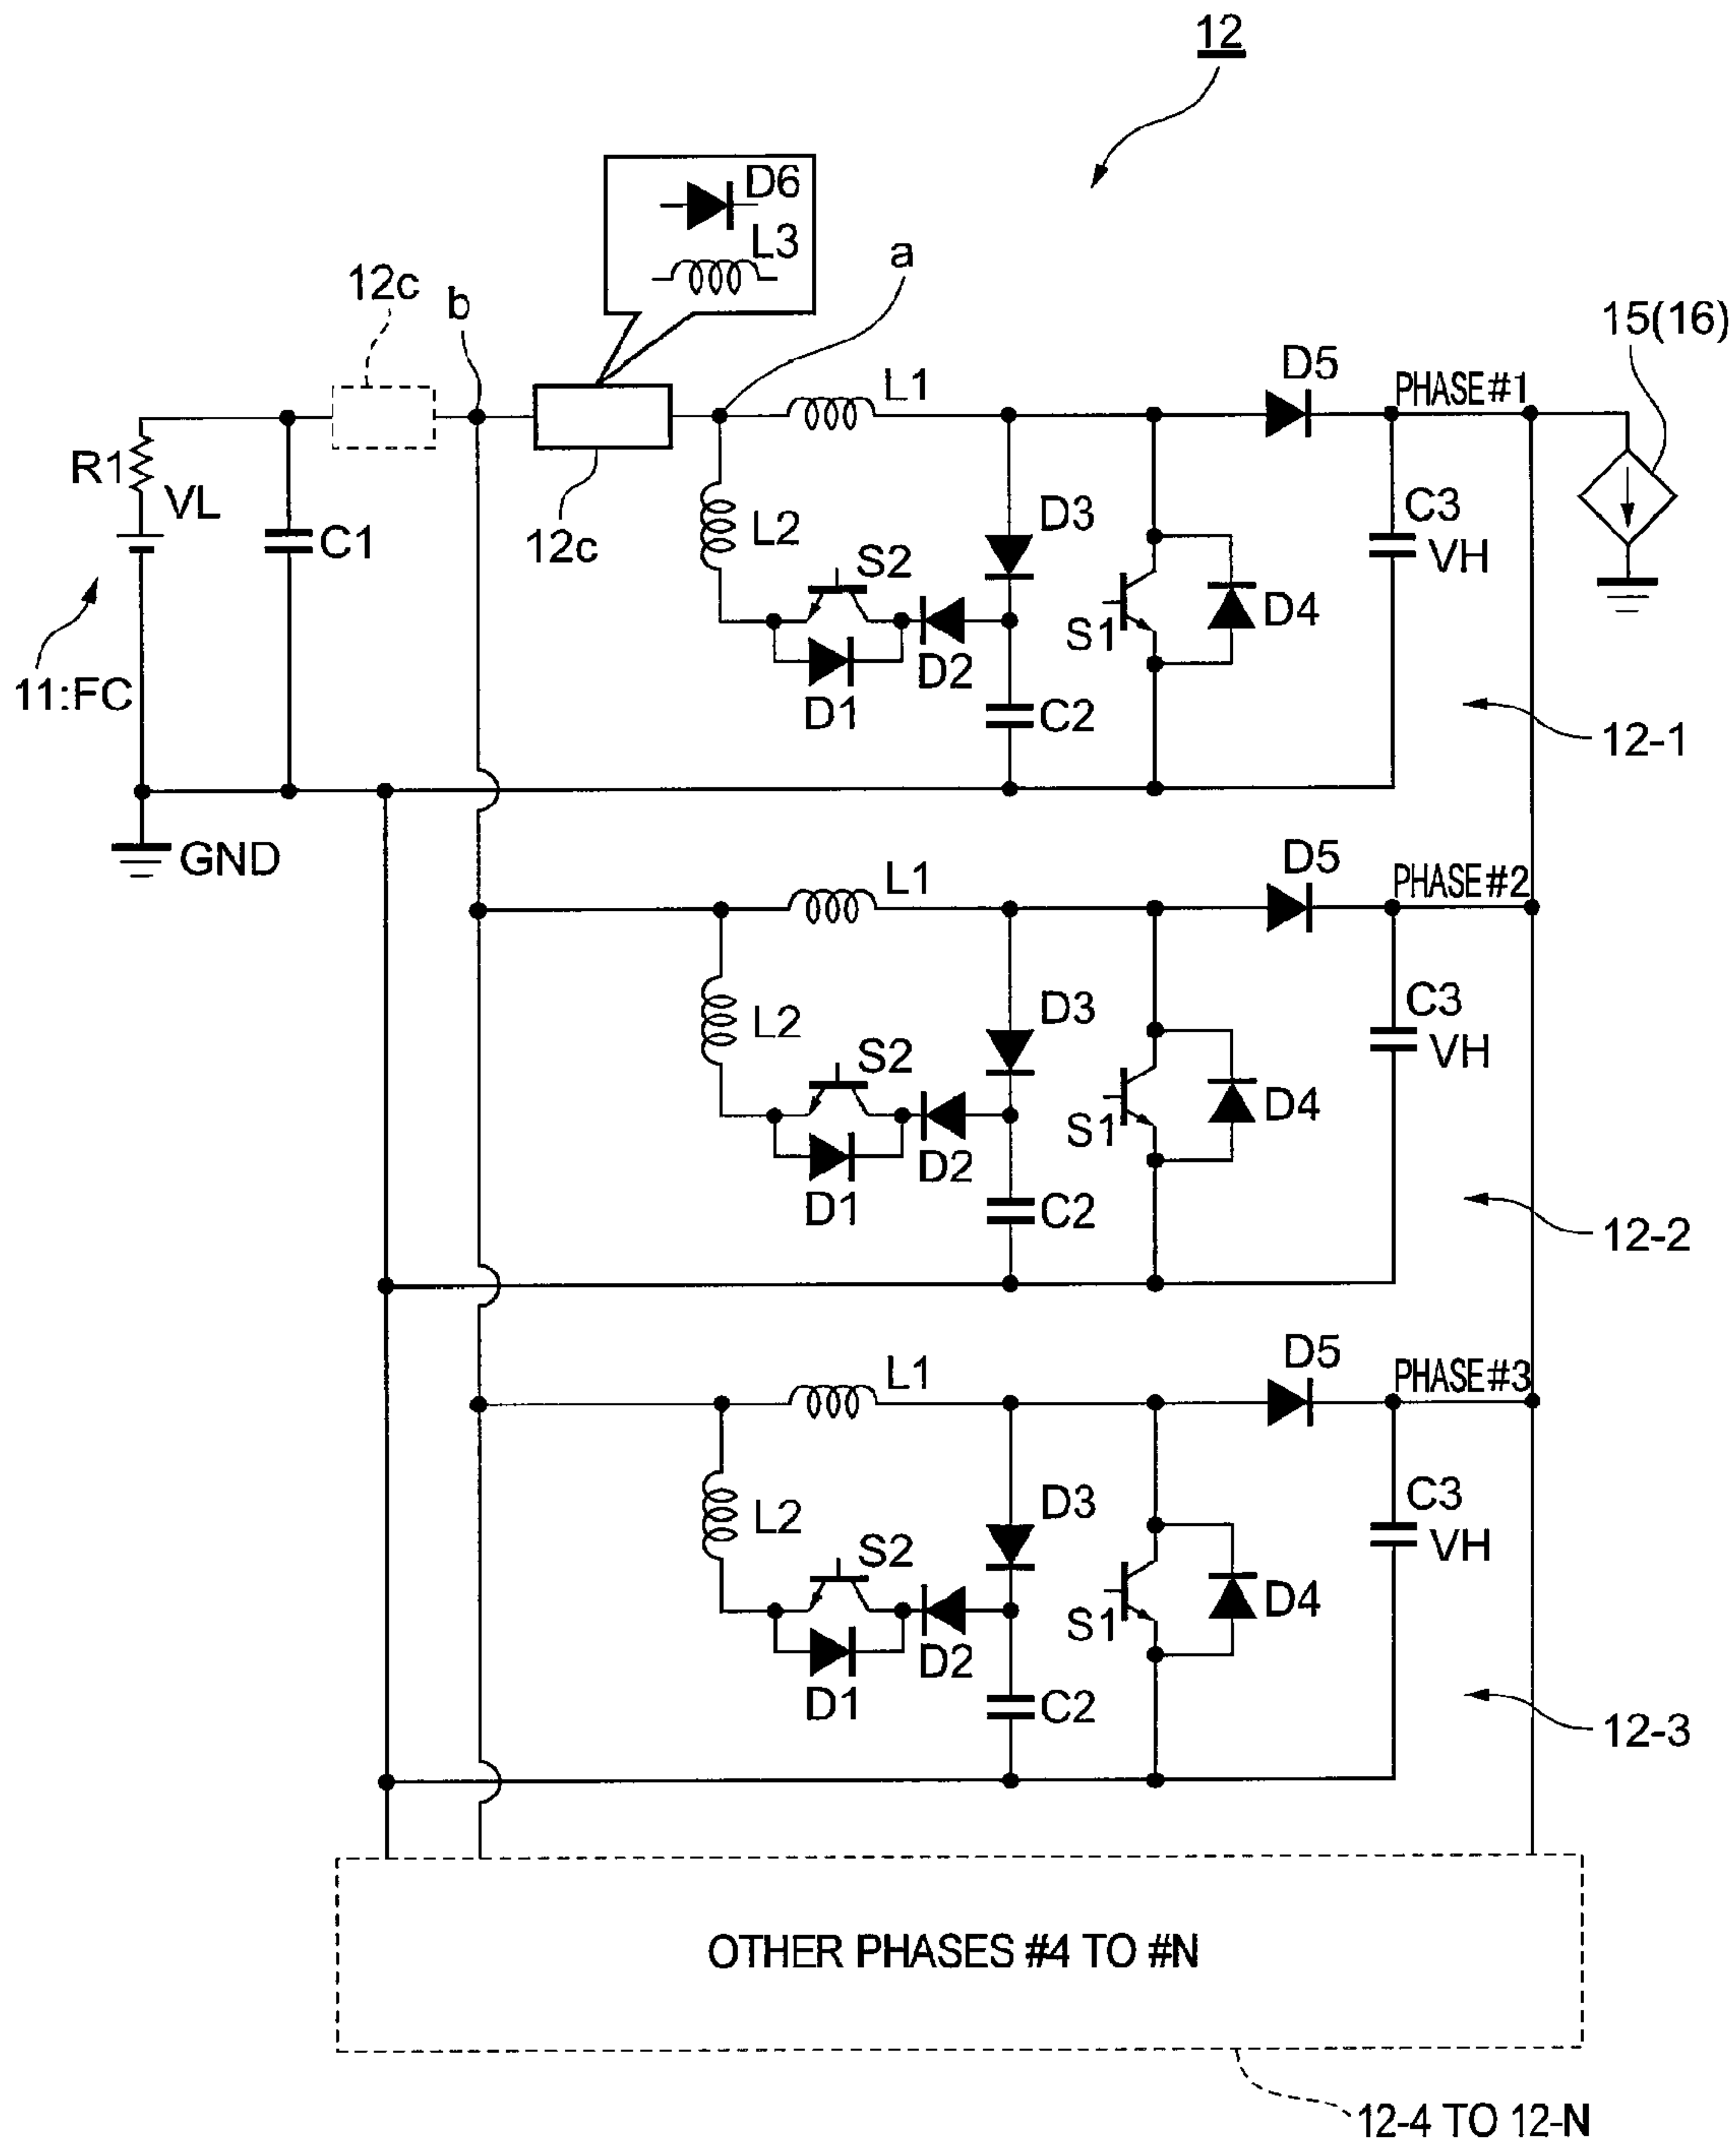 12
D6
L3
a
12c
b
15(16)
L1
D5
PHASE#1
R1
VL
C1
12c
L2
D3
C3
VH
S2
S1
D4
D2
D1
C2
11:FC
12-1
GND
L1
D5
PHASE#2
L2
D3
C3
VH
S2
S1
D4
D2
D1
C2
12-2
L1
D5
PHASE#3
L2
D3
C3
VH
S2
S1
D4
D2
D1
C2
12-3
OTHER PHASES #4 TO #N
12-4 TO 12-N